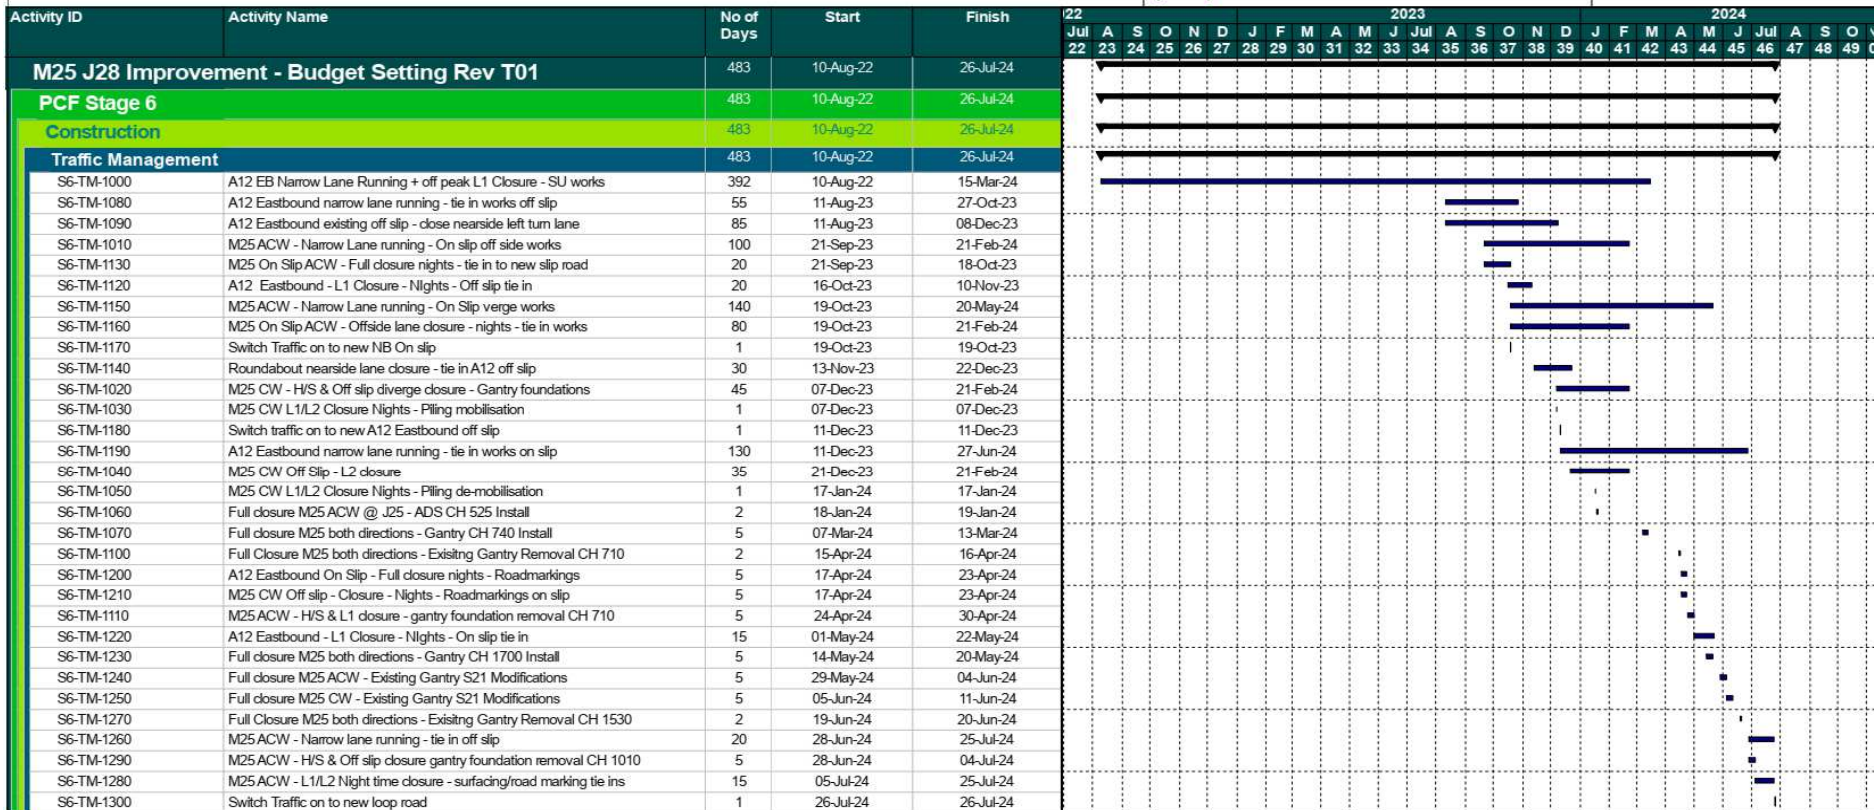 Activity ID Activity Name No of Days Start Finish 22 2023 2024
Jul A S O N D J F M A M J Jul A S O N D J F M A M J Jul A S O
22 23 24 25 26 27 28 29 30 31 32 33 34 35 36 37 38 39 40 41 42 43 44 45 46 47 48 49
M25 J28 Improvement - Budget Setting Rev T01 483 10-Aug-22 26-Jul-24
PCF Stage 6 483 10-Aug-22 26-Jul-24
Construction 483 10-Aug-22 26-Jul-24
Traffic Management 483 10-Aug-22 26-Jul-24
S6-TM-1000 A12 EB Narrow Lane Running + off peak L1 Closure - SU works 392 10-Aug-22 15-Mar-24
S6-TM-1080 A12 Eastbound narrow lane running - tie in works off slip 55 11-Aug-23 27-Oct-23
S6-TM-1090 A12 Eastbound existing off slip - close nearside left turn lane 85 11-Aug-23 08-Dec-23
S6-TM-1010 M25 ACW - Narrow Lane running - On slip off side works 100 21-Sep-23 21-Feb-24
S6-TM-1130 M25 On Slip ACW - Full closure nights - tie in to new slip road 20 21-Sep-23 18-Oct-23
S6-TM-1120 A12 Eastbound - L1 Closure - NIghts - Off slip tie in 20 16-Oct-23 10-Nov-23
S6-TM-1150 M25 ACW - Narrow Lane running - On Slip verge works 140 19-Oct-23 20-May-24
S6-TM-1160 M25 On Slip ACW - Offside lane closure - nights - tie in works 80 19-Oct-23 21-Feb-24
S6-TM-1170 Switch Traffic on to new NB On slip 1 19-Oct-23 19-Oct-23
S6-TM-1140 Roundabout nearside lane closure - tie in A12 off slip 30 13-Nov-23 22-Dec-23
S6-TM-1020 M25 CW - H/S & Off slip diverge closure - Gantry foundations 45 07-Dec-23 21-Feb-24
S6-TM-1030 M25 CW L1/L2 Closure Nights - Piling mobilisation 1 07-Dec-23 07-Dec-23
S6-TM-1180 Switch traffic on to new A12 Eastbound off slip 1 11-Dec-23 11-Dec-23
S6-TM-1190 A12 Eastbound narrow lane running - tie in works on slip 130 11-Dec-23 27-Jun-24
S6-TM-1040 M25 CW Off Slip - L2 closure 35 21-Dec-23 21-Feb-24
S6-TM-1050 M25 CW L1/L2 Closure Nights - Piling de-mobilisation 1 17-Jan-24 17-Jan-24
S6-TM-1060 Full closure M25 ACW @ J25 - ADS CH 525 Install 2 18-Jan-24 19-Jan-24
S6-TM-1070 Full closure M25 both directions - Gantry CH 740 Install 5 07-Mar-24 13-Mar-24
S6-TM-1100 Full Closure M25 both directions - Exisitng Gantry Removal CH 710 2 15-Apr-24 16-Apr-24
S6-TM-1200 A12 Eastbound On Slip - Full closure nights - Roadmarkings 5 17-Apr-24 23-Apr-24
S6-TM-1210 M25 CW Off slip - Closure - Nights - Roadmarkings on slip 5 17-Apr-24 23-Apr-24
S6-TM-1110 M25 ACW - H/S & L1 closure - gantry foundation removal CH 710 5 24-Apr-24 30-Apr-24
S6-TM-1220 A12 Eastbound - L1 Closure - NIghts - On slip tie in 15 01-May-24 22-May-24
S6-TM-1230 Full closure M25 both directions - Gantry CH 1700 Install 5 14-May-24 20-May-24
S6-TM-1240 Full closure M25 ACW - Existing Gantry S21 Modifications 5 29-May-24 04-Jun-24
S6-TM-1250 Full closure M25 CW - Existing Gantry S21 Modifications 5 05-Jun-24 11-Jun-24
S6-TM-1270 Full Closure M25 both directions - Exisitng Gantry Removal CH 1530 2 19-Jun-24 20-Jun-24
S6-TM-1260 M25 ACW - Narrow lane running - tie in off slip 20 28-Jun-24 25-Jul-24
S6-TM-1290 M25 ACW - H/S & Off slip closure gantry foundation removal CH 1010 5 28-Jun-24 04-Jul-24
S6-TM-1280 M25 ACW - L1/L2 Night time closure - surfacing/road marking tie ins 15 05-Jul-24 25-Jul-24
S6-TM-1300 Switch Traffic on to new loop road 1 26-Jul-24 26-Jul-24